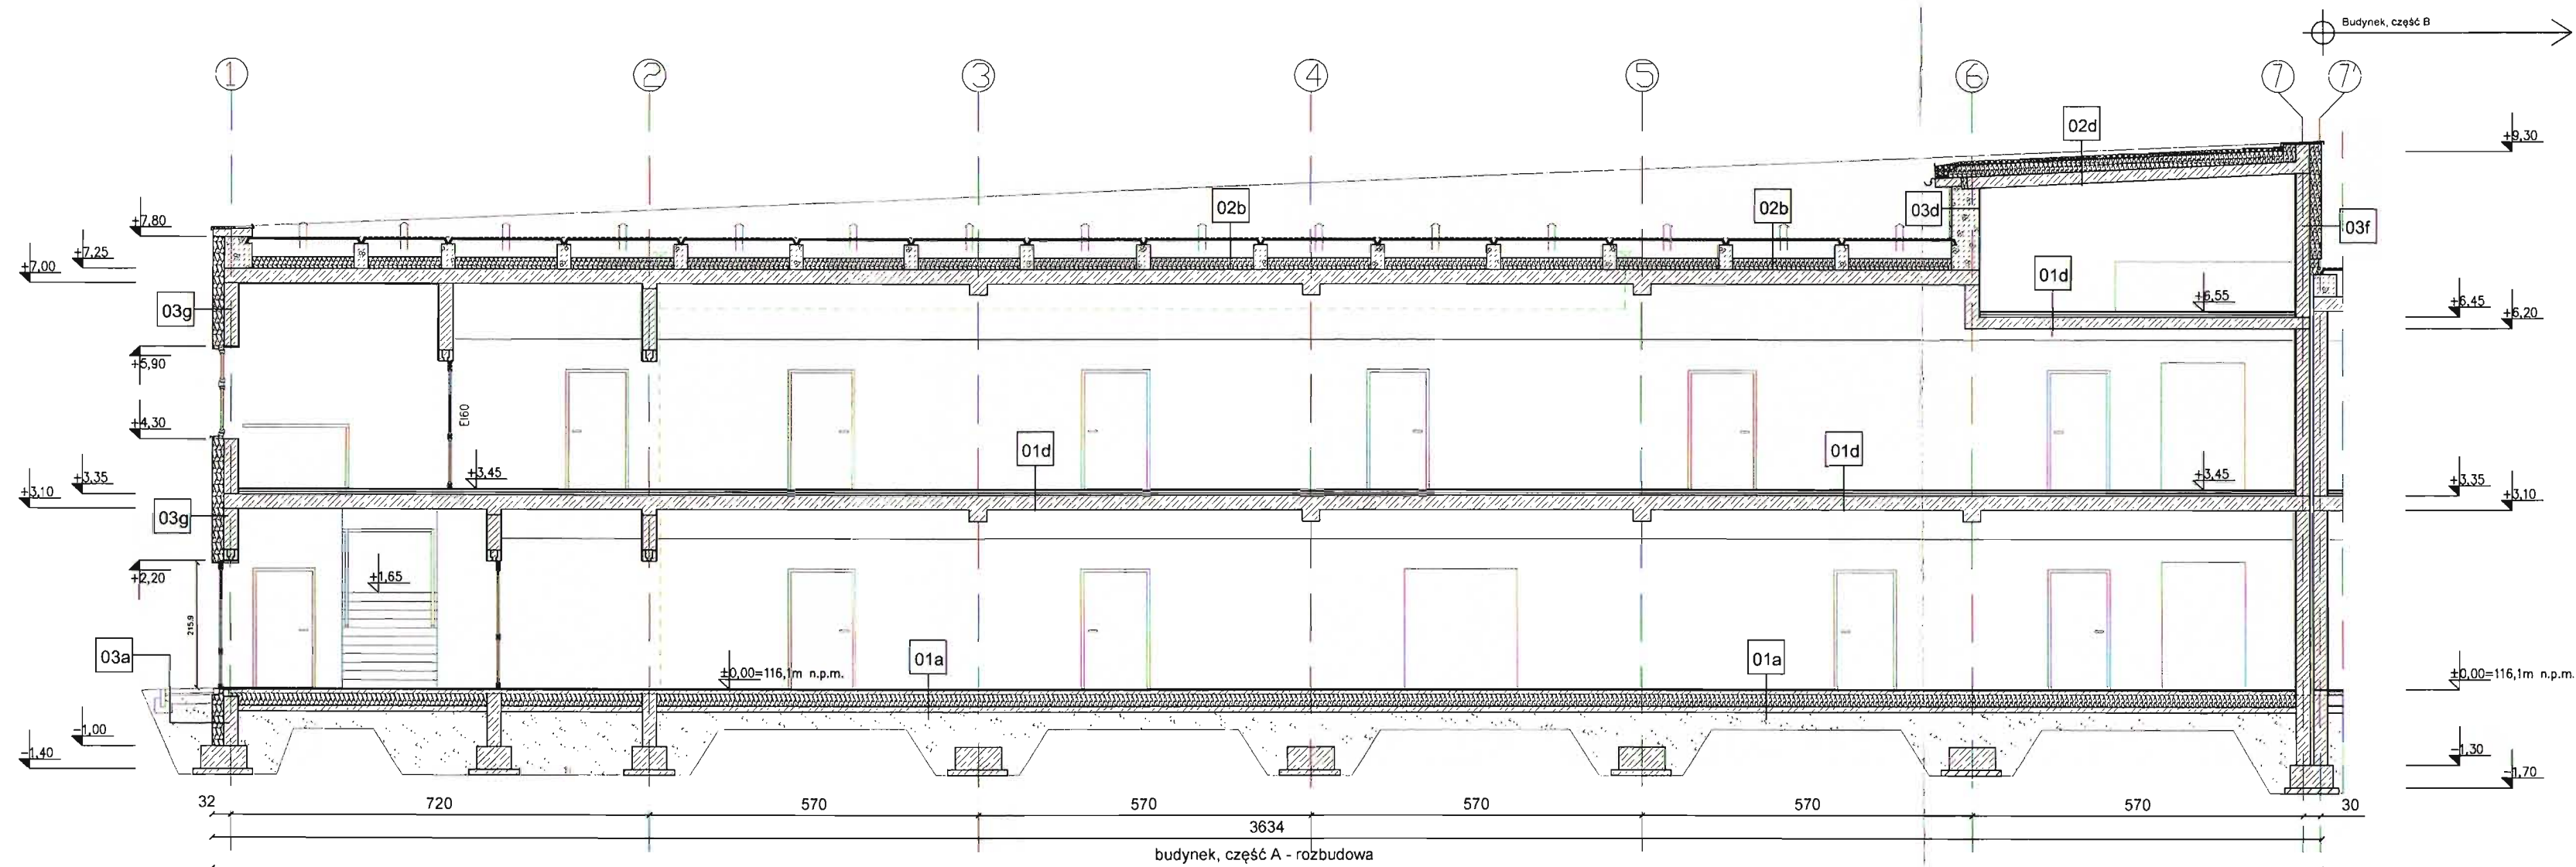 Budynek, część B
1
2
3
4
5
6
7
7'
02d
+9,30
02b
02b
03d
03f
+7,80
+7,25
+7,00
01d
+6,55
+6,45
+6,20
03g
+5,90
EI60
+4,30
01d
01d
+3,45
+3,45
+3,35
+3,10
+3,35
+3,10
03g
+2,20
+1,65
215.9
03a
01a
01a
±0,00=116,1m n.p.m.
±0,00=116,1m n.p.m.
-1,00
-1,40
-1,30
-1,70
32
720
570
570
570
570
570
30
3634
budynek, część A - rozbudowa